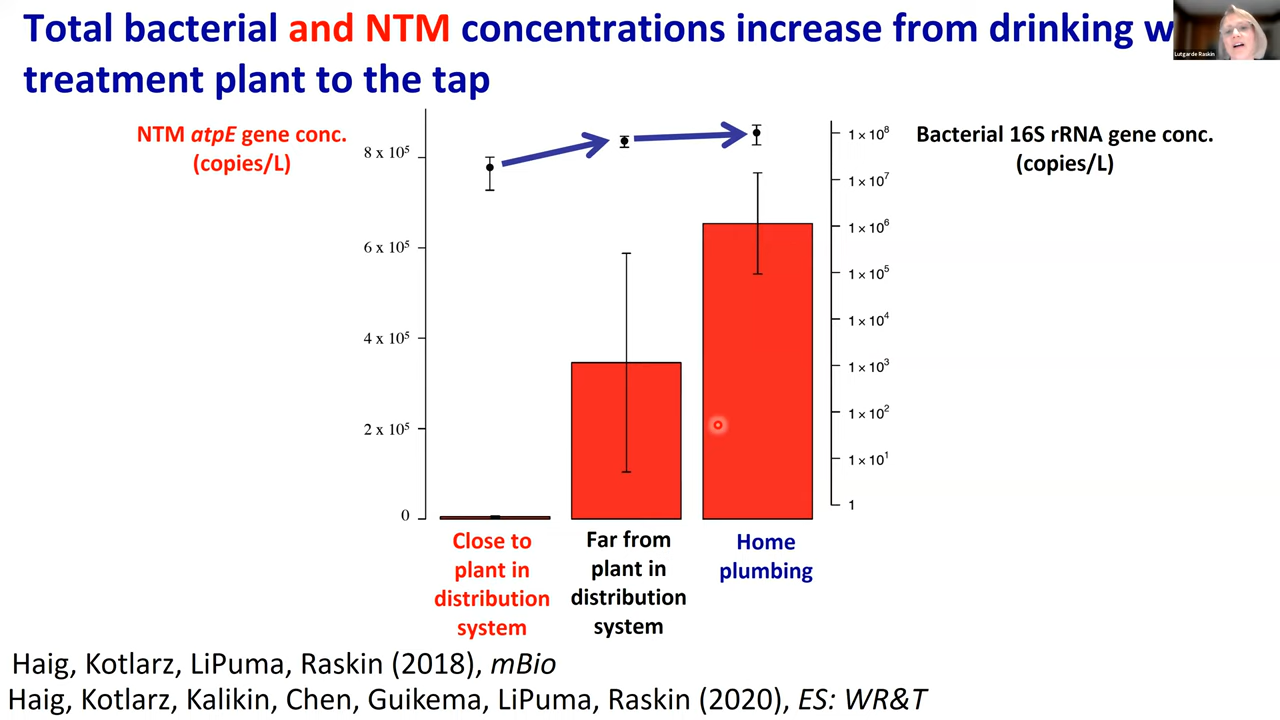 Total bacterial and NTM concentrations increase from drinking w
treatment plant to the tap
Lutgarde Raskin
NTM atpE gene conc.
(copies/L)
Bacterial 16S rRNA gene conc.
(copies/L)
8 x 10⁵
6 x 10⁵
4 x 10⁵
2 x 10⁵
0
1×10⁸
1×10⁷
1×10⁶
1×10⁵
1×10⁴
1×10³
1×10²
1×10¹
1
Close to
plant in
distribution
system
Far from
plant in
distribution
system
Home
plumbing
Haig, Kotlarz, LiPuma, Raskin (2018), mBio
Haig, Kotlarz, Kalikin, Chen, Guikema, LiPuma, Raskin (2020), ES: WR&T